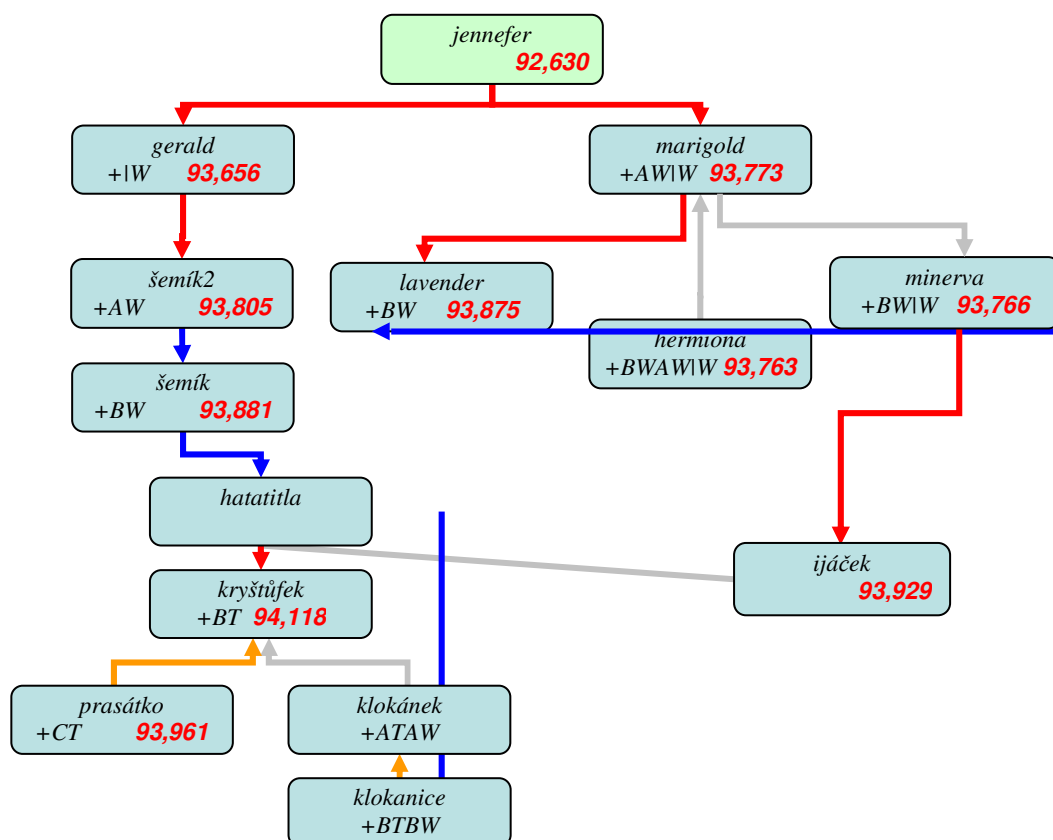 jennefer
92,630
gerald
+|W 93,656
marigold
+AW|W 93,773
šemík2
+AW 93,805
lavender
+BW 93,875
minerva
+BW|W 93,766
hermiona
+BWAW|W 93,763
šemík
+BW 93,881
hatatitla
ijáček
93,929
kryštůfek
+BT 94,118
prasátko
+CT 93,961
klokánek
+ATAW
klokanice
+BTBW